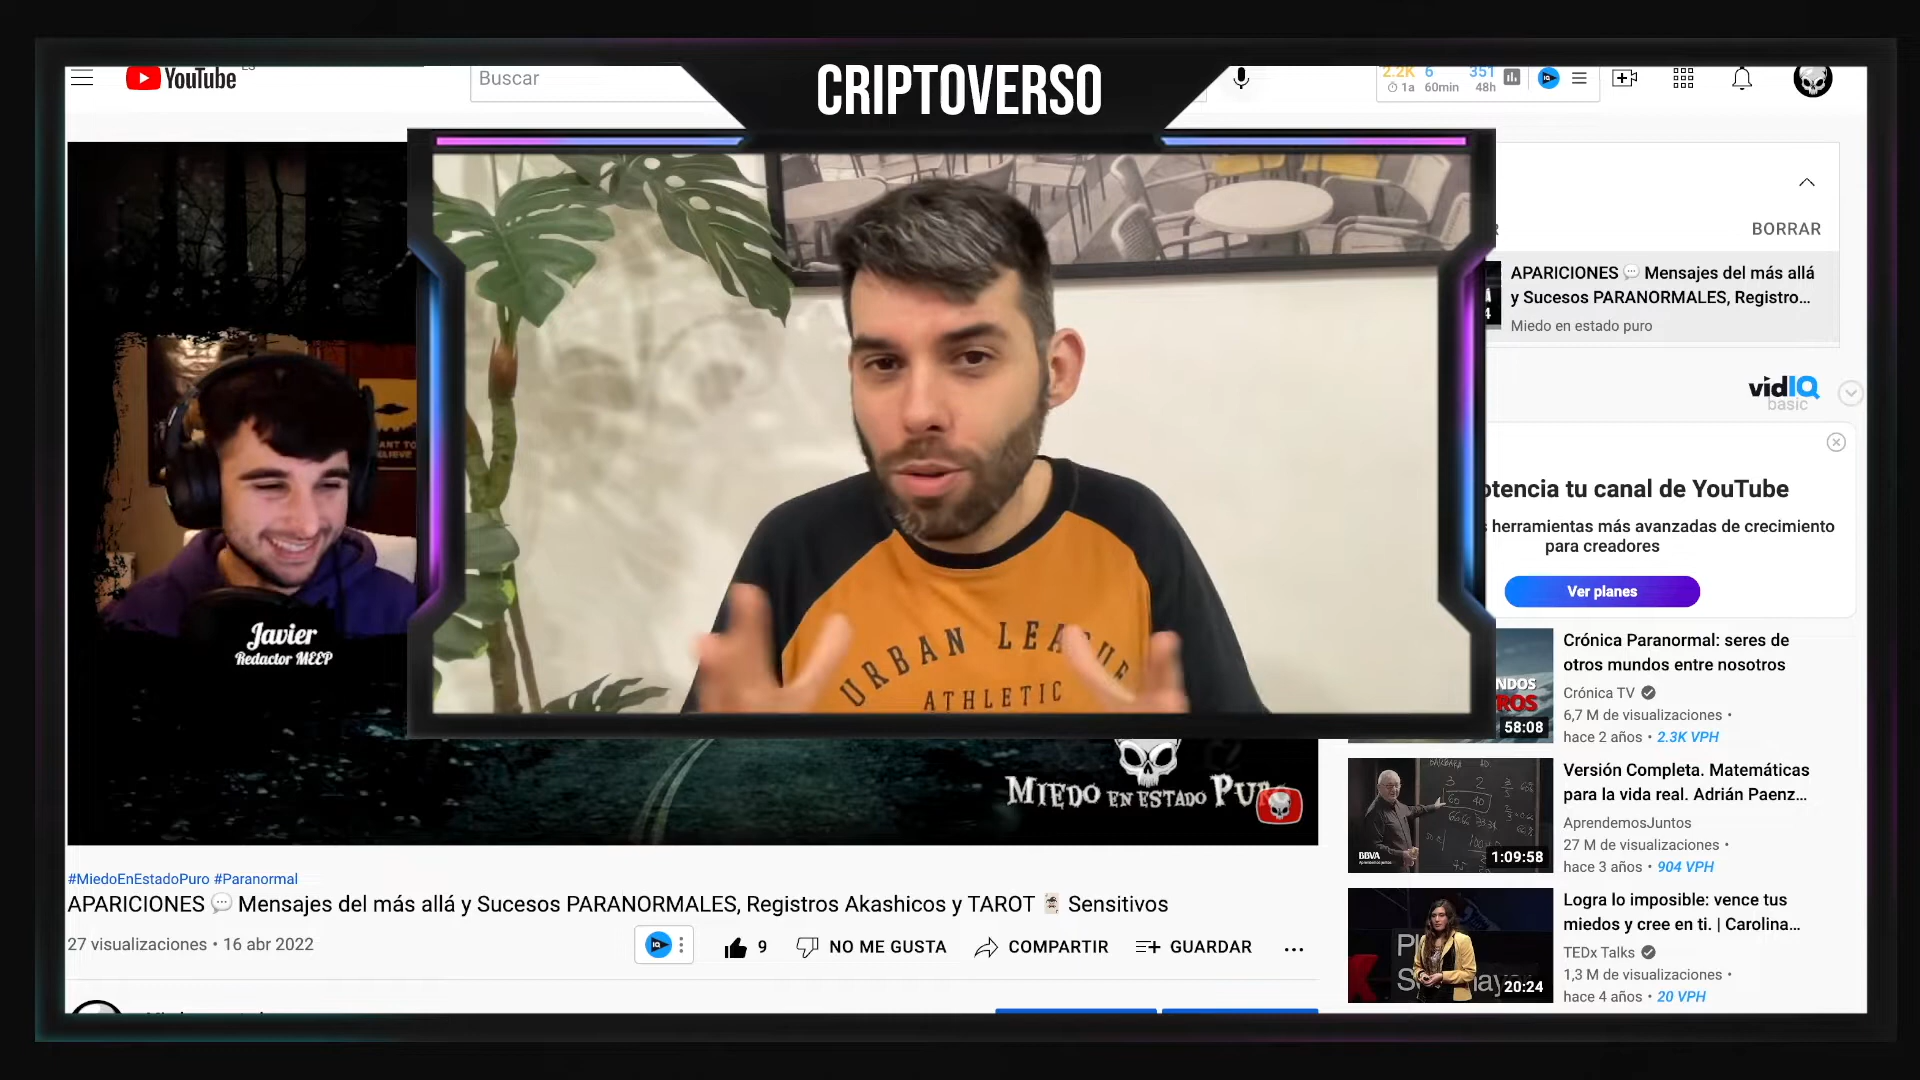 CRIPTOVERSO
YouTube
Buscar
2.2K 6 351
1a 60min 48h
BORRAR
APARICIONES 💬 Mensajes del más allá
y Sucesos PARANORMALES, Registro...
Miedo en estado puro
vidIQ
basic
tencia tu canal de YouTube
herramientas más avanzadas de crecimiento
para creadores
Ver planes
Javier
Redactor MEEP
URBAN LEAGUE
ATHLETIC
MIEDO EN ESTADO PURO
NDOS
ROS
58:08
Crónica Paranormal: seres de
otros mundos entre nosotros
Crónica TV
6,7 M de visualizaciones •
hace 2 años • 2.3K VPH
BBVA
1:09:58
Versión Completa. Matemáticas
para la vida real. Adrián Paenz...
AprendemosJuntos
27 M de visualizaciones •
hace 3 años • 904 VPH
20:24
Logra lo imposible: vence tus
miedos y cree en ti. | Carolina...
TEDx Talks
1,3 M de visualizaciones •
hace 4 años • 20 VPH
#MiedoEnEstadoPuro #Paranormal
APARICIONES 💬 Mensajes del más allá y Sucesos PARANORMALES, Registros Akashicos y TAROT 🃏 Sensitivos
27 visualizaciones • 16 abr 2022
9 NO ME GUSTA COMPARTIR GUARDAR ...